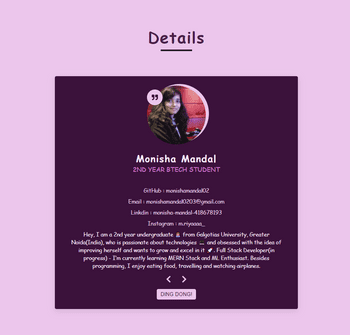 Details
Monisha Mandal
2ND YEAR BTECH STUDENT
GitHub : monishamandal02
Email : monishamandal0203@gmail.com
Linkdin : monisha-mandal-418678193
Instagram : m.riyaaaa_
Hey, I am a 2nd year undergraduate from Galgotias University, Greater
Noida(India), who is passionate about technologies and obsessed with the idea of
improving herself and wants to grow and excel in it . Full Stack Developer(in
progress) - I'm currently learning MERN Stack and ML Enthusiast. Besides
programming, I enjoy eating food, travelling and watching airplanes.
DING DONG!